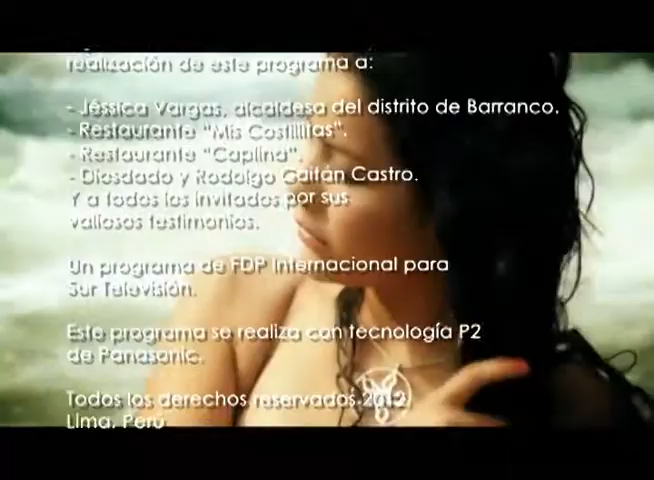 realización de este programa a:
- Jéssica Vargas, alcaldesa del distrito de Barranco.
- Restaurante "Mis Costillitas".
- Restaurante "Caplina".
- Diosdado y Rodolgo Gaitán Castro.
Y a todos los invitados por sus
valiosos testimonios.
Un programa de FDP Internacional para
Sur Televisión.
Este programa se realiza con tecnología P2
de Panasonic.
Todos los derechos reservados 2012
Lima, Perú